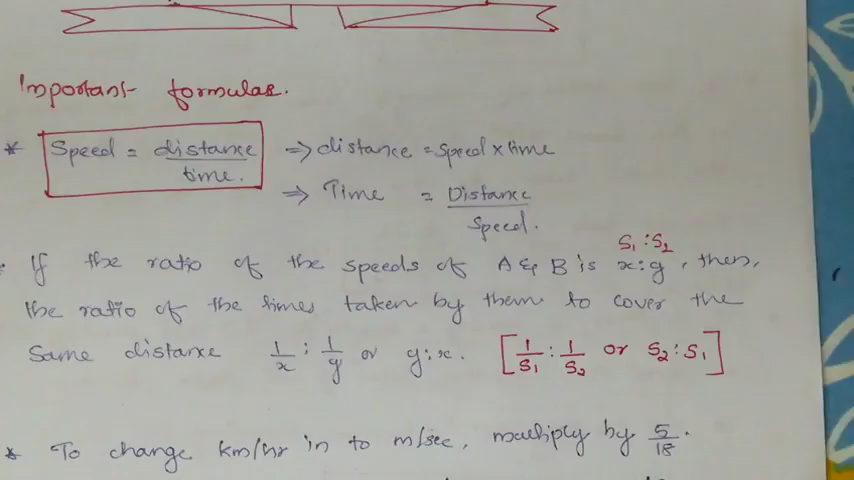 Important formulas.
* Speed = distance/time. ⇒ distance = Speed × time
⇒ Time = Distance/Speed.
S₁ : S₂
If the ratio of the speeds of A & B is x : y, then,
the ratio of the times taken by them to cover the
Same distance 1/x : 1/y or y : x. [1/S₁ : 1/S₂ or S₂ : S₁]
* To change km/hr in to m/sec, multiply by 5/18.